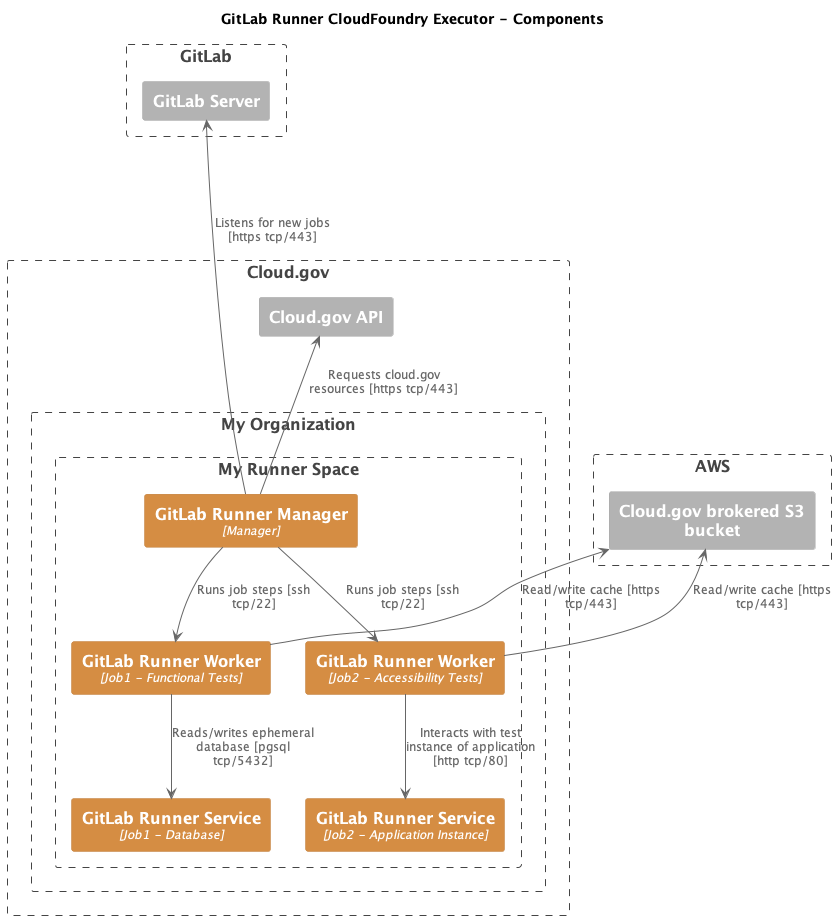 GitLab Runner CloudFoundry Executor – Components
GitLab
GitLab Server
Listens for new jobs
[https tcp/443]
Cloud.gov
Cloud.gov API
Requests cloud.gov
resources [https tcp/443]
My Organization
My Runner Space
AWS
GitLab Runner Manager
[Manager]
Cloud.gov brokered S3
bucket
Runs job steps [ssh
tcp/22]
Runs job steps [ssh
tcp/22]
Read/write cache [https
tcp/443]
Read/write cache [https
tcp/443]
GitLab Runner Worker
[Job1 – Functional Tests]
GitLab Runner Worker
[Job2 – Accessibility Tests]
Reads/writes ephemeral
database [pgsql
tcp/5432]
Interacts with test
instance of application
[http tcp/80]
GitLab Runner Service
[Job1 – Database]
GitLab Runner Service
[Job2 – Application Instance]